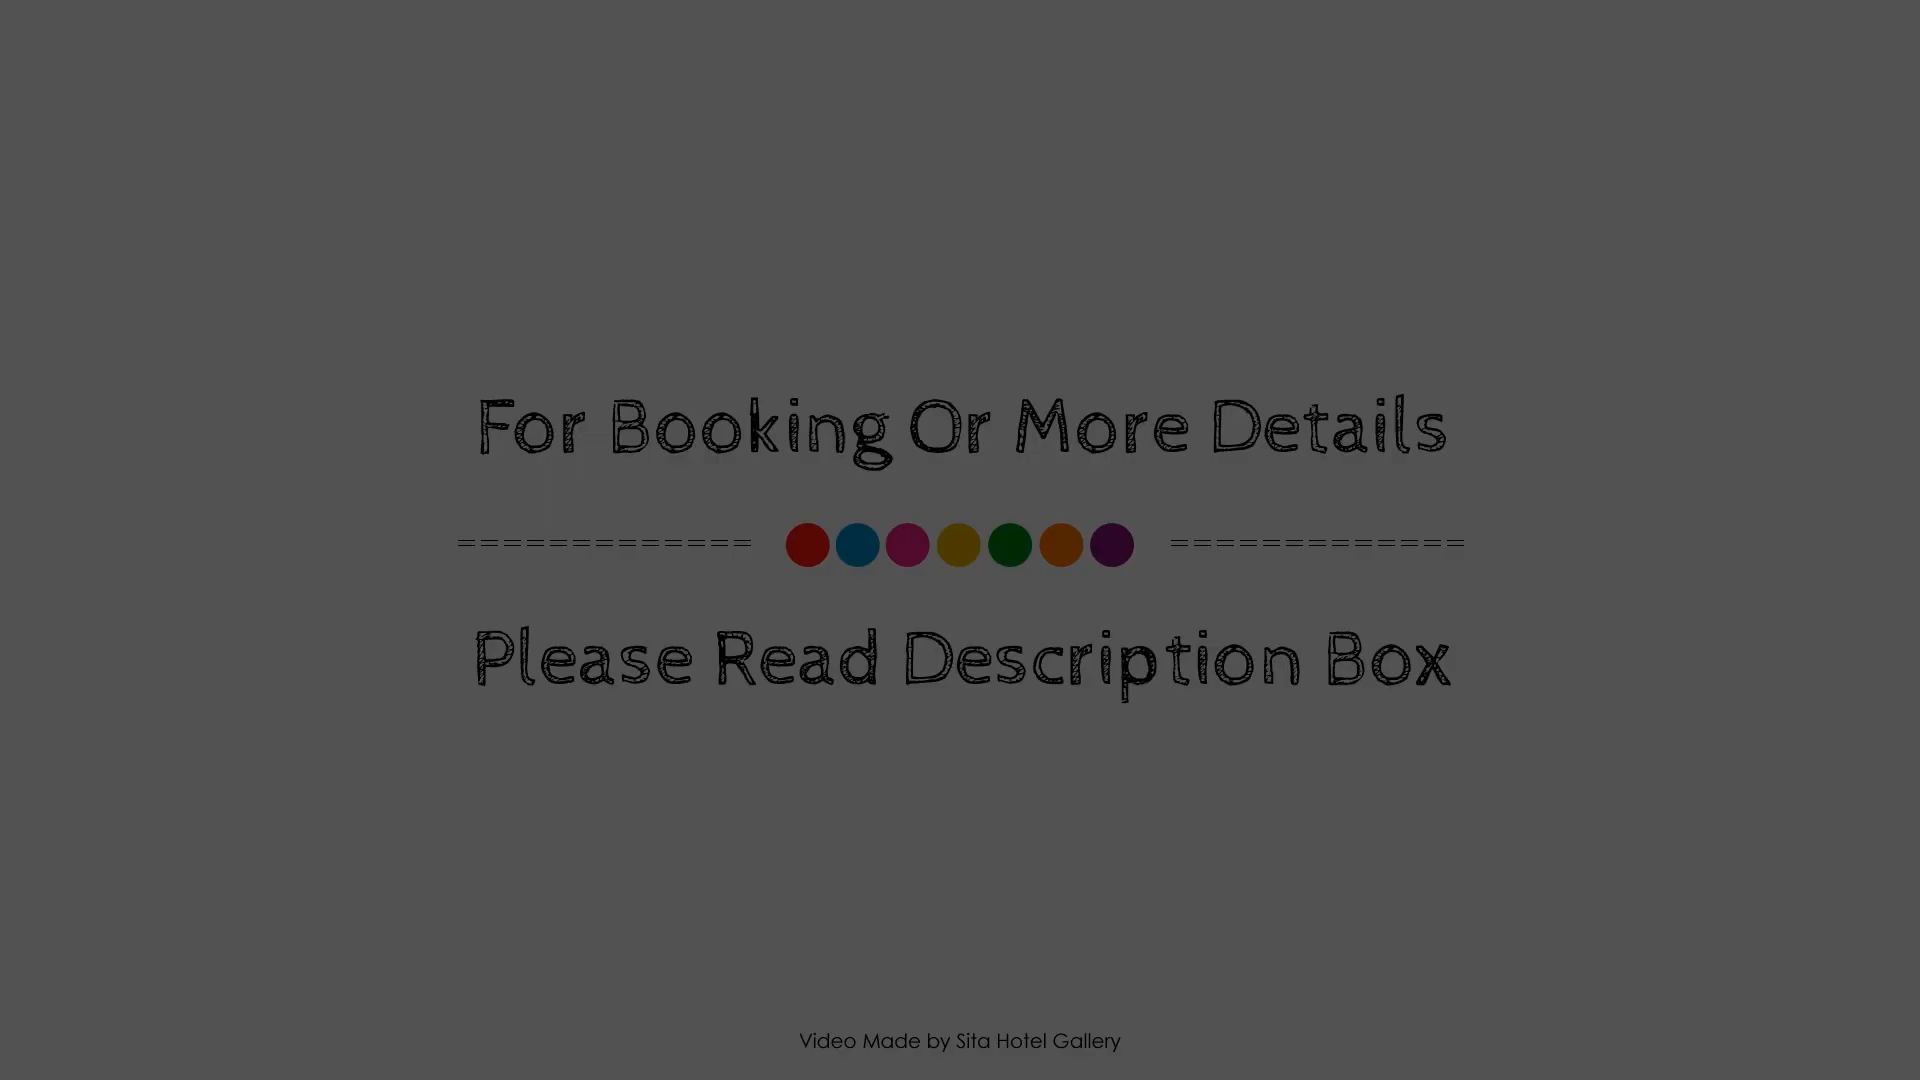 For Booking Or More Details
============= =============
Please Read Description Box
Video Made by Sita Hotel Gallery